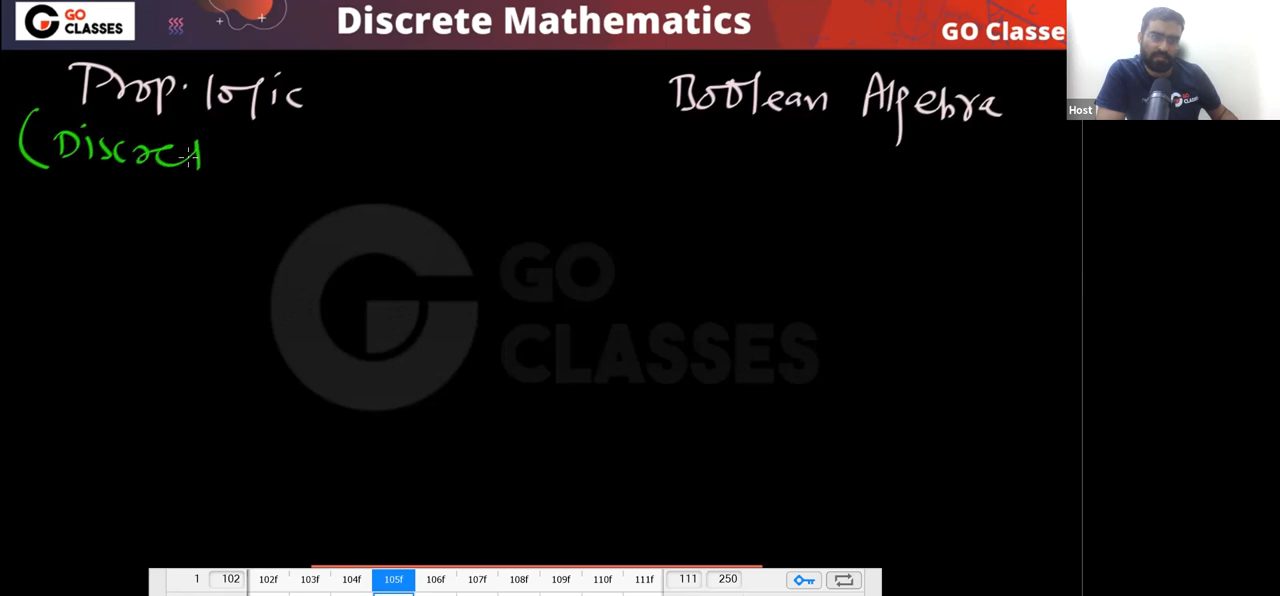 GO CLASSES
Discrete Mathematics
GO Classe
Host
Prop. logic
Boolean Algebra
(Discret
GO
CLASSES
1 102 102f 103f 104f 105f 106f 107f 108f 109f 110f 111f 111 250